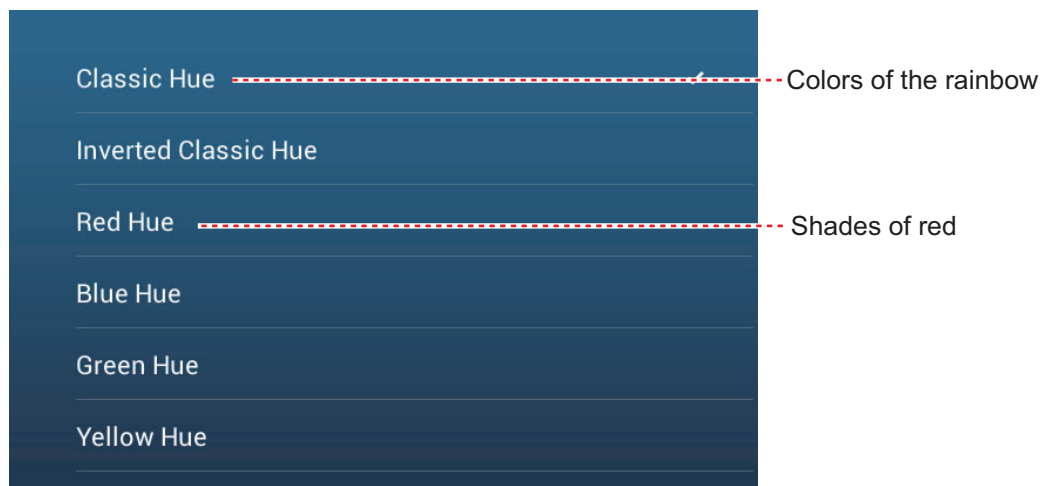 Classic Hue
Colors of the rainbow
Inverted Classic Hue
Red Hue
Shades of red
Blue Hue
Green Hue
Yellow Hue